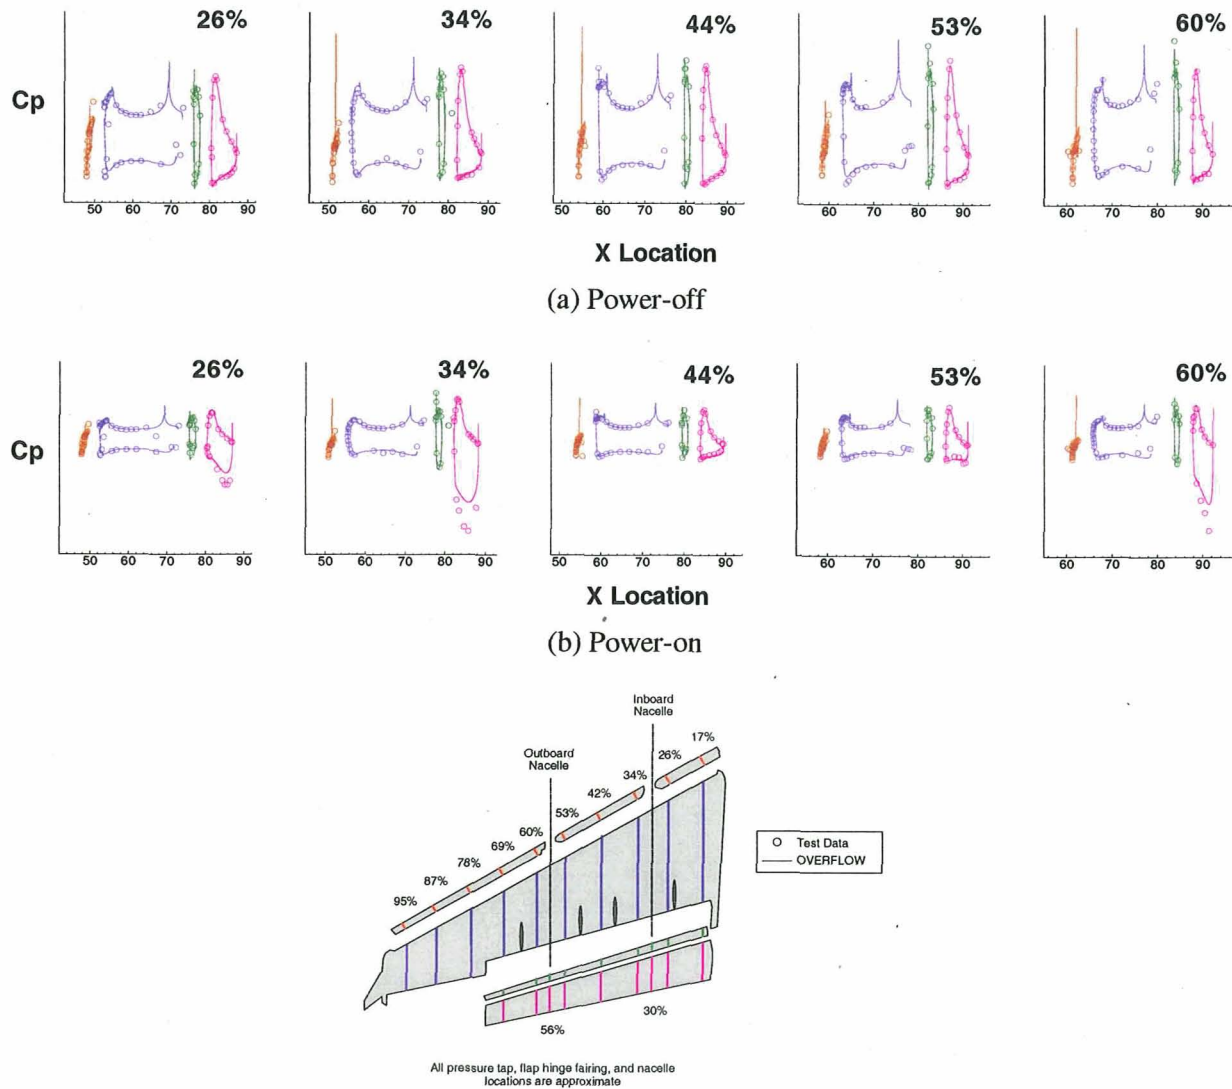 26% 34% 44% 53% 60%
Cp
50 60 70 80 90 50 60 70 80 90 50 60 70 80 90 60 70 80 90 60 70 80 90
X Location
(a) Power-off
26% 34% 44% 53% 60%
Cp
50 60 70 80 90 50 60 70 80 90 50 60 70 80 90 60 70 80 90 60 70 80 90
X Location
(b) Power-on
Inboard
Nacelle
Outboard
Nacelle
17%
26%
34%
42%
53%
60%
69%
78%
87%
95%
Test Data
OVERFLOW
30%
56%
All pressure tap, flap hinge fairing, and nacelle
locations are approximate